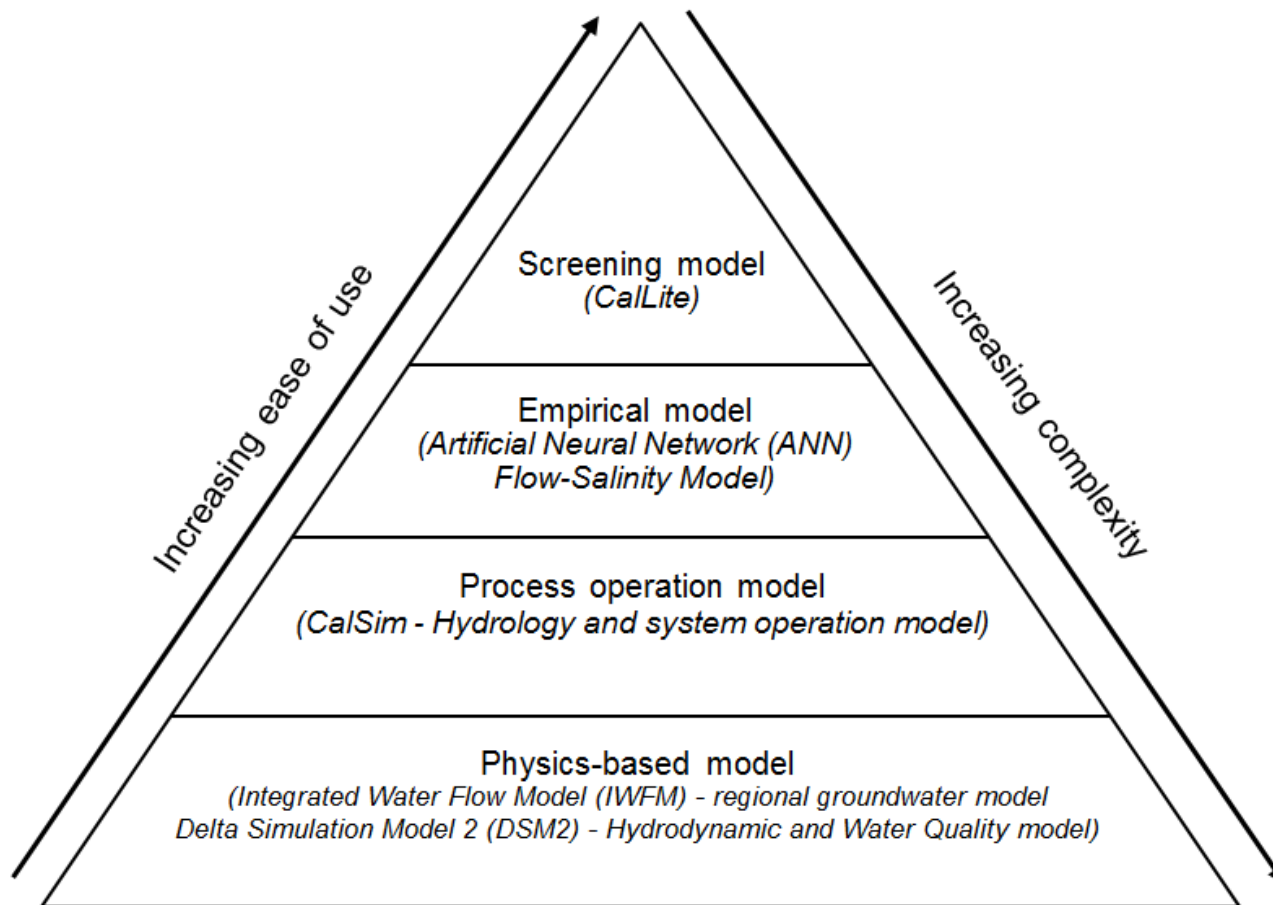 Increasing ease of use
Increasing complexity
Screening model
(CalLite)
Empirical model
(Artificial Neural Network (ANN)
Flow-Salinity Model)
Process operation model
(CalSim - Hydrology and system operation model)
Physics-based model
(Integrated Water Flow Model (IWFM) - regional groundwater model
Delta Simulation Model 2 (DSM2) - Hydrodynamic and Water Quality model)